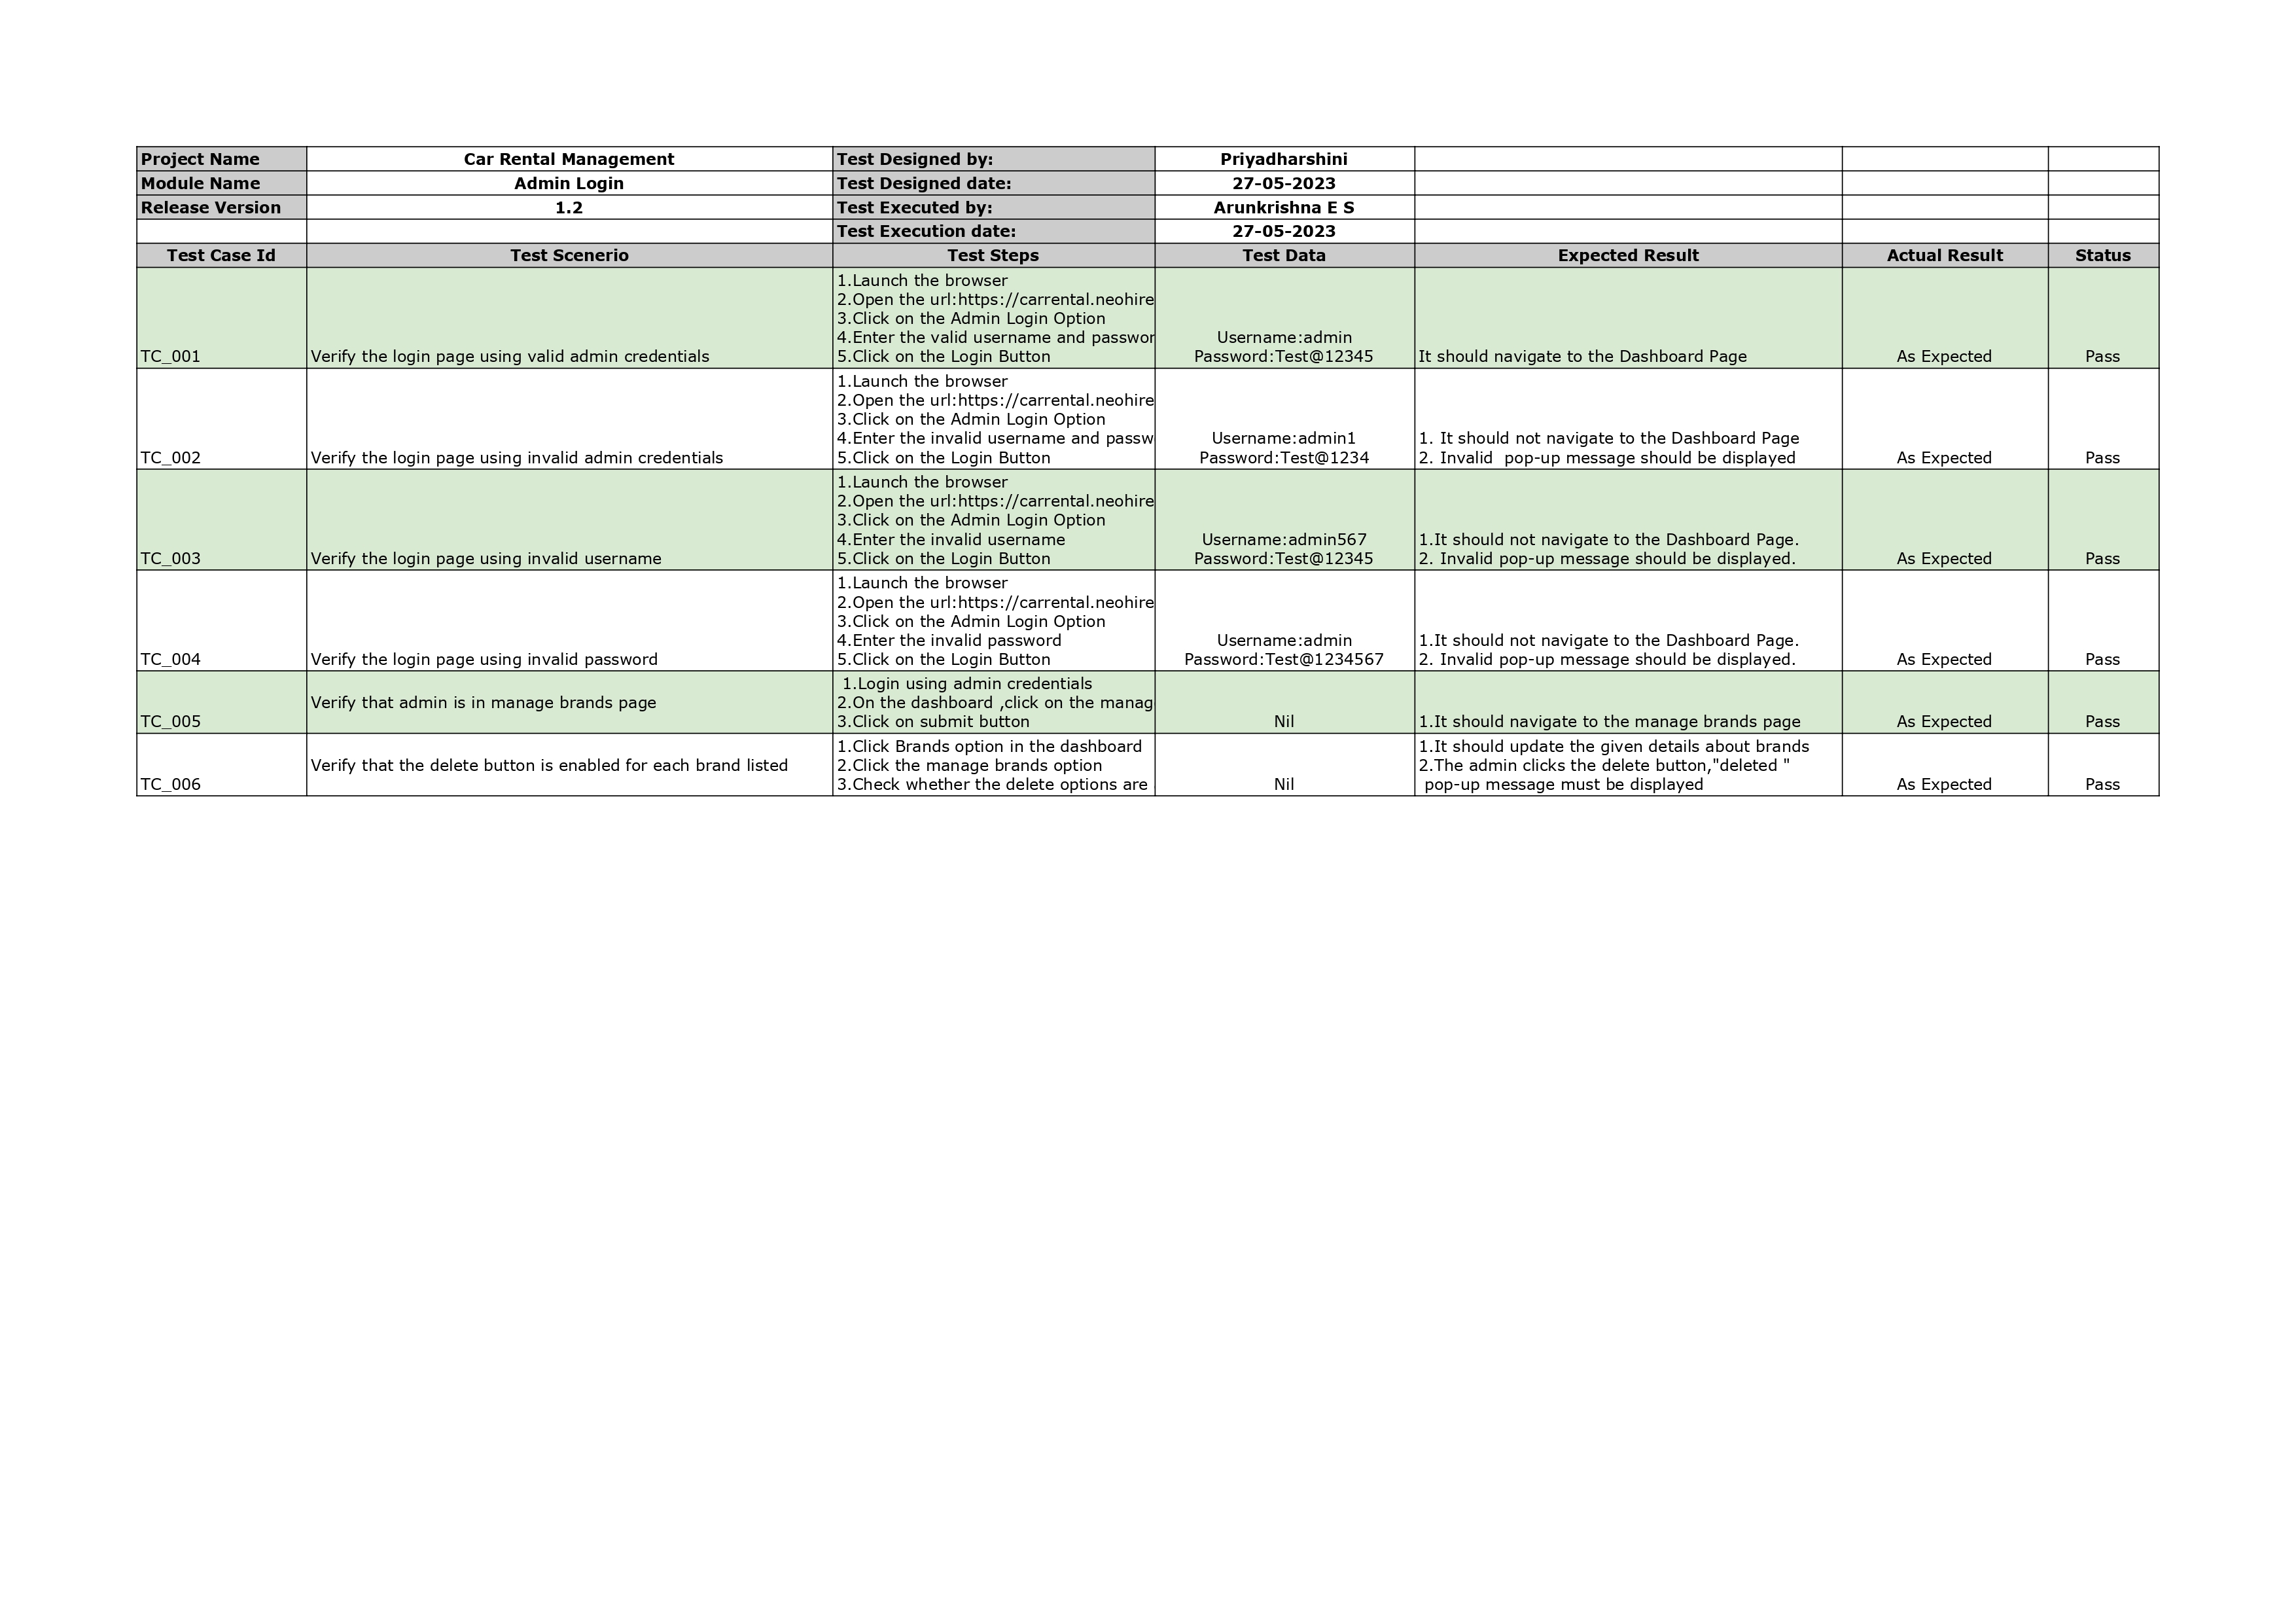 Project Name Car Rental Management Test Designed by: Priyadharshini
Module Name Admin Login Test Designed date: 27-05-2023
Release Version 1.2 Test Executed by: Arunkrishna E S
Test Execution date: 27-05-2023
Test Case Id Test Scenerio Test Steps Test Data Expected Result Actual Result Status
1.Launch the browser
2.Open the url:https://carrental.neohire
3.Click on the Admin Login Option
4.Enter the valid username and passwor Username:admin
TC_001 Verify the login page using valid admin credentials 5.Click on the Login Button Password:Test@12345 It should navigate to the Dashboard Page As Expected Pass
1.Launch the browser
2.Open the url:https://carrental.neohire
3.Click on the Admin Login Option
4.Enter the invalid username and passw Username:admin1 1. It should not navigate to the Dashboard Page
TC_002 Verify the login page using invalid admin credentials 5.Click on the Login Button Password:Test@1234 2. Invalid  pop-up message should be displayed As Expected Pass
1.Launch the browser
2.Open the url:https://carrental.neohire
3.Click on the Admin Login Option
4.Enter the invalid username Username:admin567 1.It should not navigate to the Dashboard Page.
TC_003 Verify the login page using invalid username 5.Click on the Login Button Password:Test@12345 2. Invalid pop-up message should be displayed. As Expected Pass
1.Launch the browser
2.Open the url:https://carrental.neohire
3.Click on the Admin Login Option
4.Enter the invalid password Username:admin 1.It should not navigate to the Dashboard Page.
TC_004 Verify the login page using invalid password 5.Click on the Login Button Password:Test@1234567 2. Invalid pop-up message should be displayed. As Expected Pass
1.Login using admin credentials
Verify that admin is in manage brands page 2.On the dashboard ,click on the manag
TC_005 3.Click on submit button Nil 1.It should navigate to the manage brands page As Expected Pass
1.Click Brands option in the dashboard 1.It should update the given details about brands
Verify that the delete button is enabled for each brand listed 2.Click the manage brands option 2.The admin clicks the delete button,"deleted "
TC_006 3.Check whether the delete options are Nil pop-up message must be displayed As Expected Pass